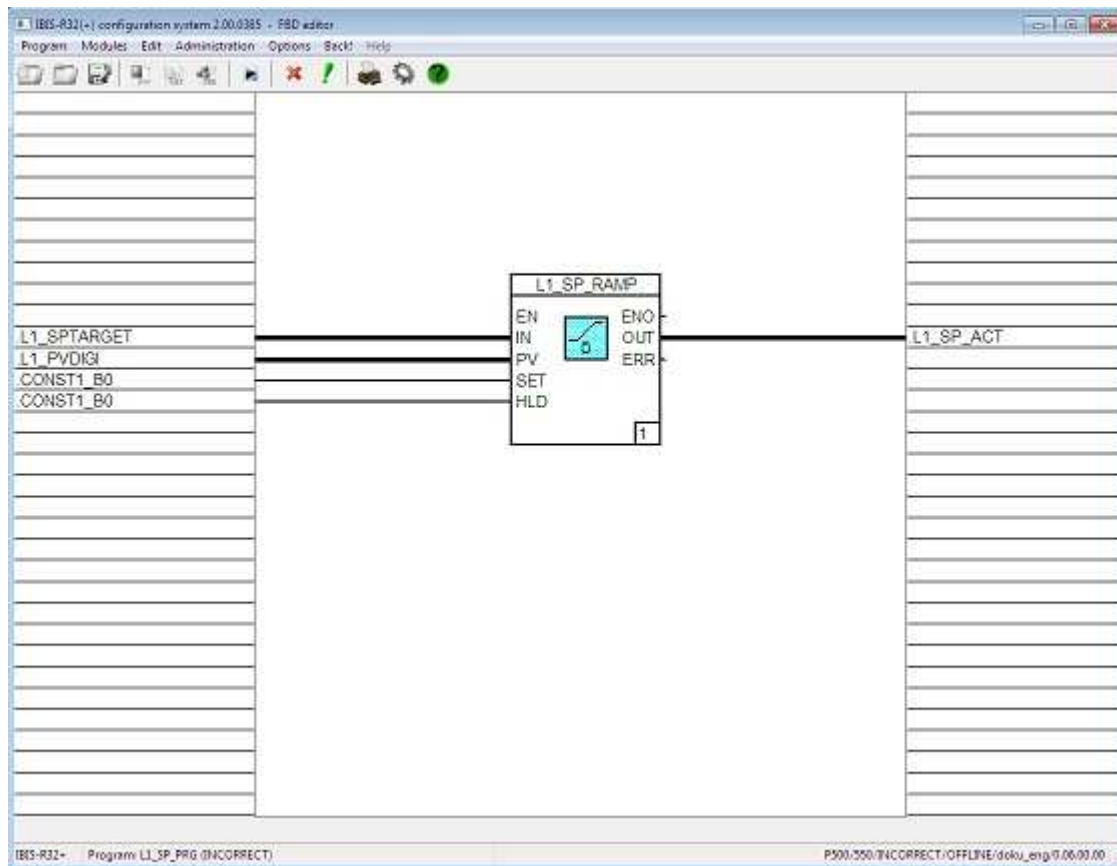 IBIS-R32(+) configuration system 2.00.0385 - FBD editor
Program Modules Edit Administration Options Back! Help
L1_SP_RAMP
EN ENO
L1_SPTARGET IN OUT L1_SP_ACT
L1_PVDIGI PV ERR
CONST1_B0 SET
CONST1_B0 HLD
1
IBIS-R32+ Program: L1_SP_PRG (INCORRECT) P500/550/INCORRECT/OFFLINE/doku_eng/0.06.00.00